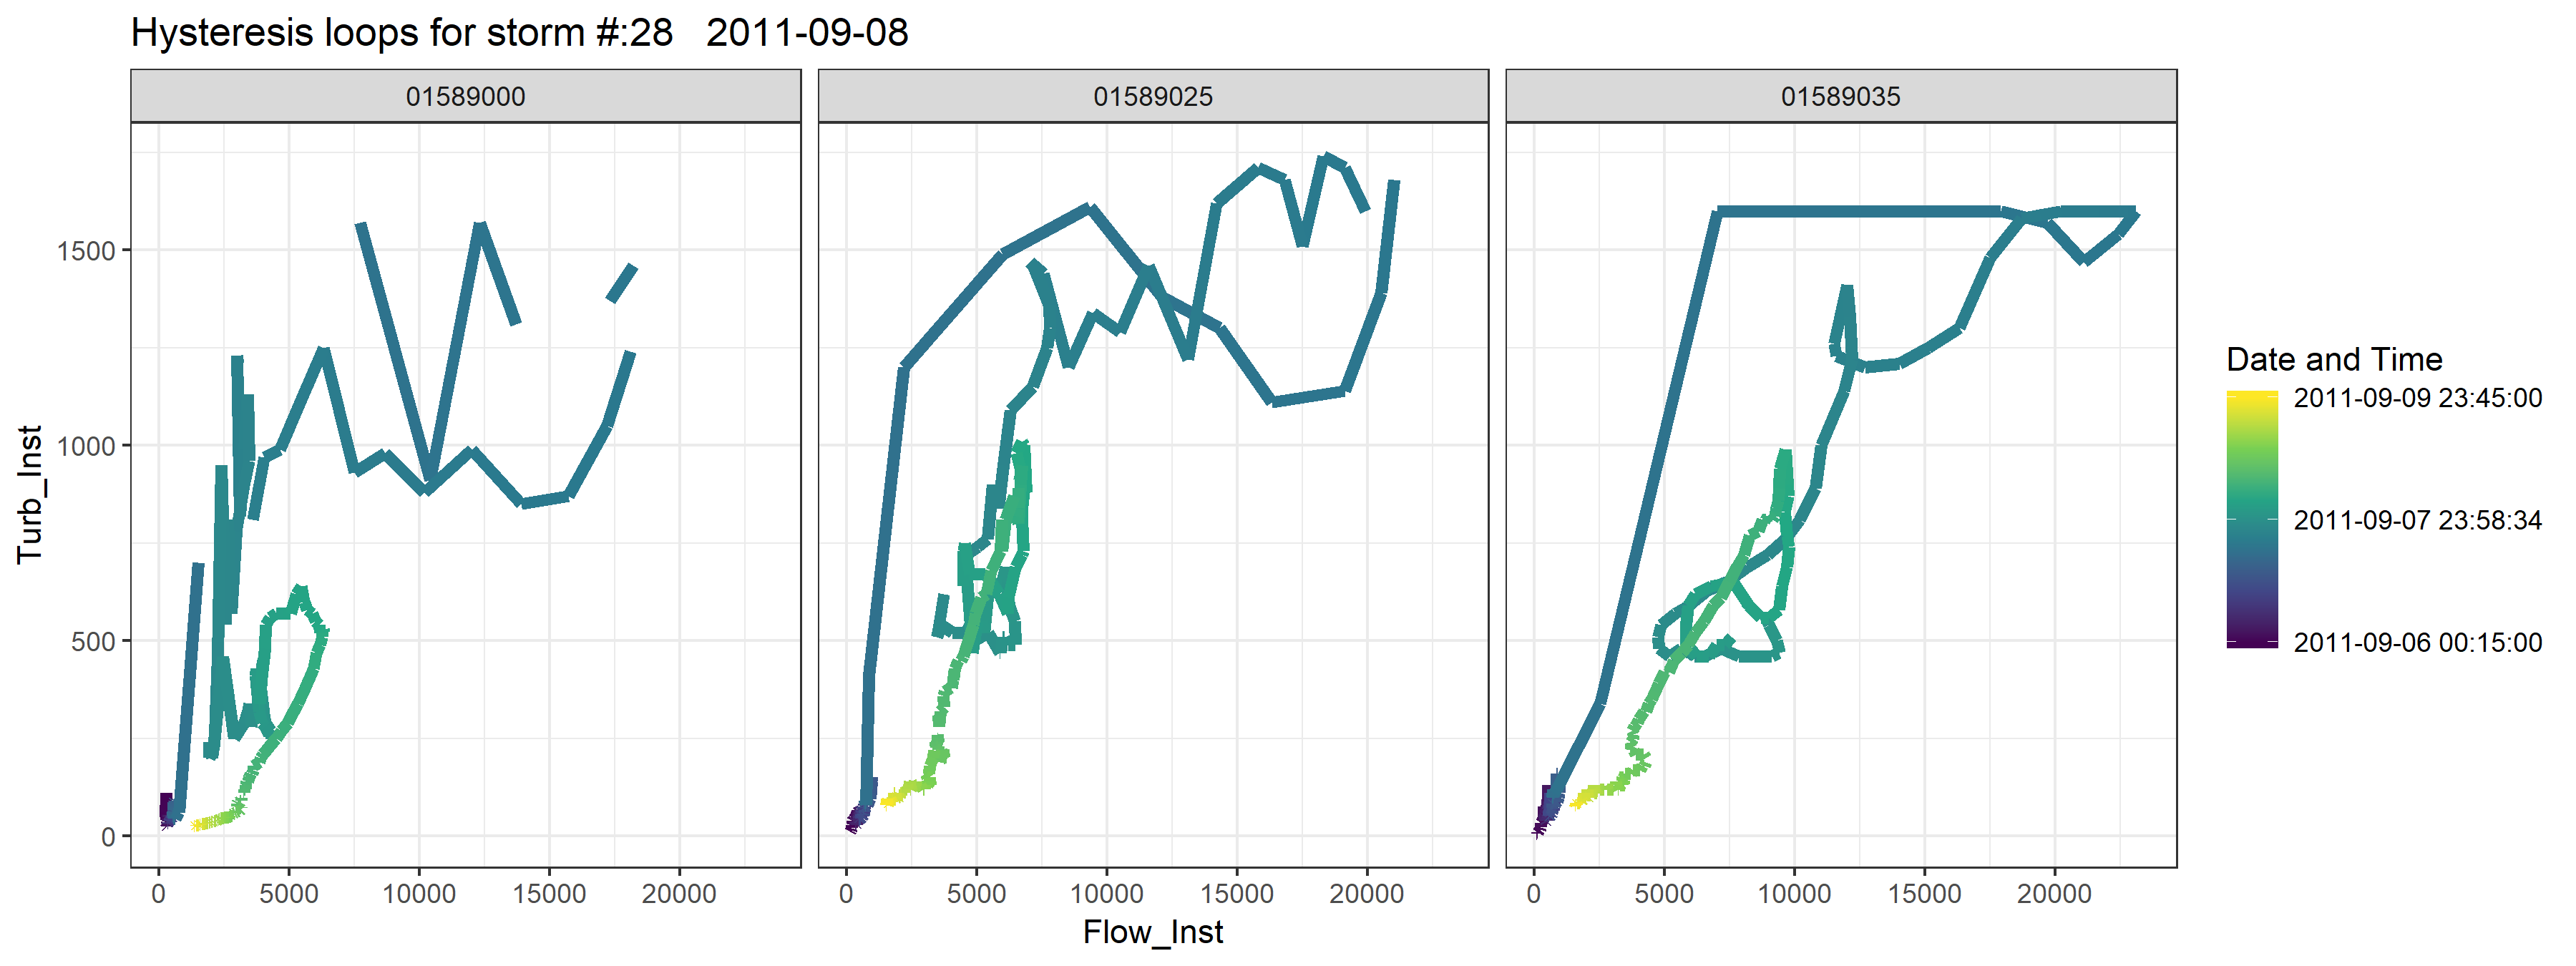 Hysteresis loops for storm #:28   2011-09-08
01589000
01589025
01589035
Turb_Inst
1500
1000
500
0
0 5000 10000 15000 20000
0 5000 10000 15000 20000
0 5000 10000 15000 20000
Flow_Inst
Date and Time
2011-09-09 23:45:00
2011-09-07 23:58:34
2011-09-06 00:15:00